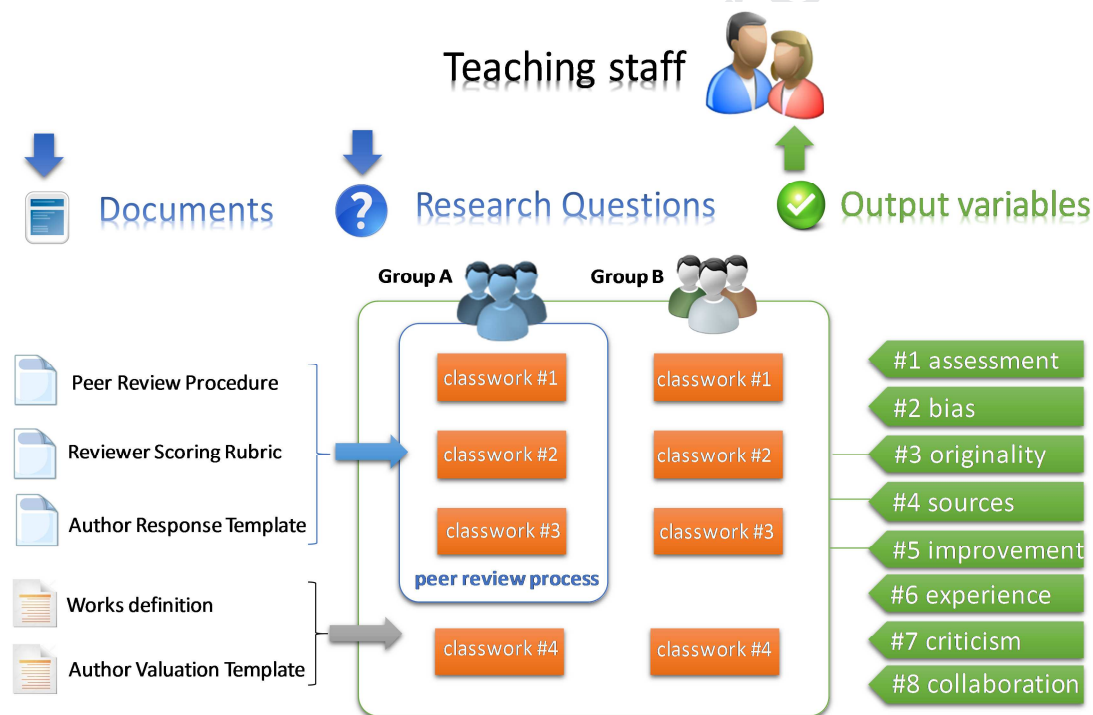 Teaching staff
Documents
Research Questions
Output variables
Group A
Group B
Peer Review Procedure
Reviewer Scoring Rubric
Author Response Template
Works definition
Author Valuation Template
classwork #1
classwork #2
classwork #3
peer review process
classwork #4
classwork #1
classwork #2
classwork #3
classwork #4
#1 assessment
#2 bias
#3 originality
#4 sources
#5 improvement
#6 experience
#7 criticism
#8 collaboration